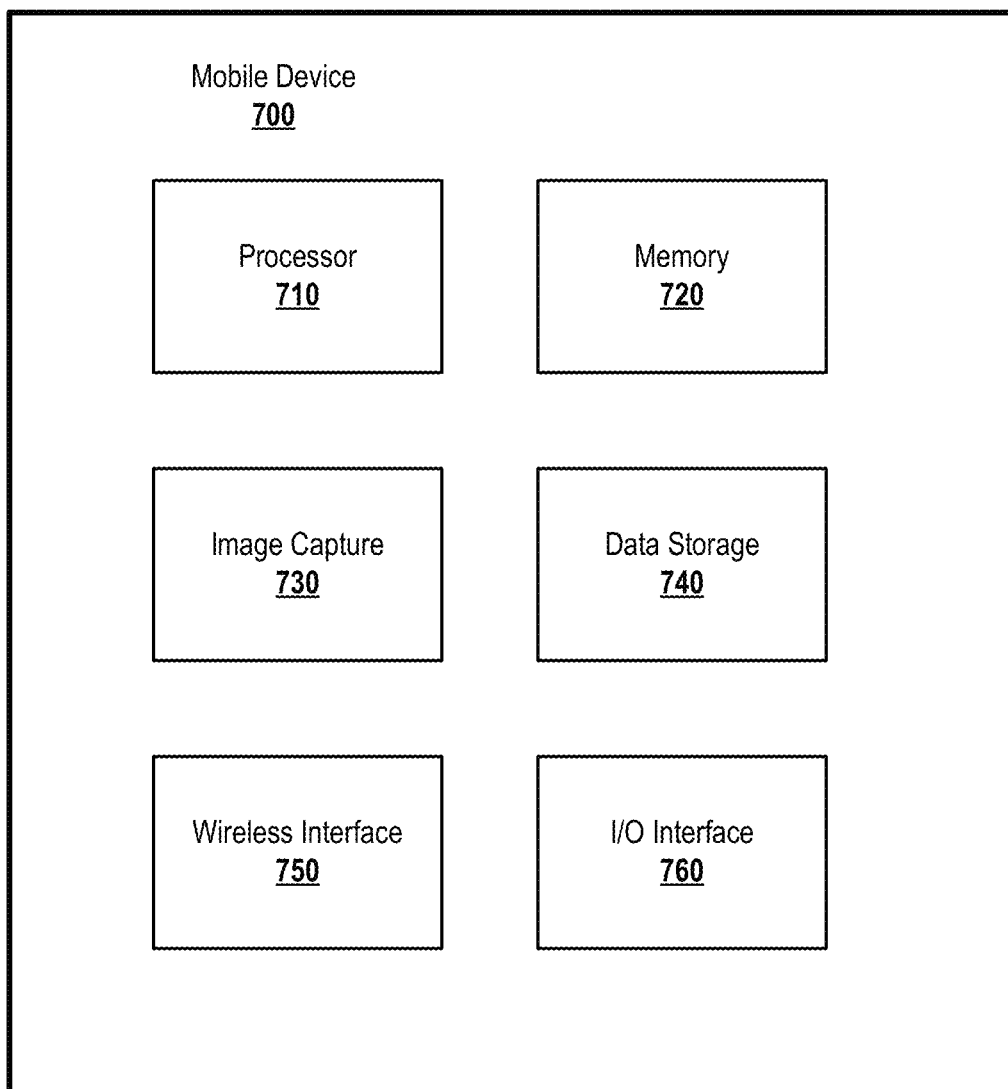 Mobile Device
700
Processor
710
Memory
720
Image Capture
730
Data Storage
740
Wireless Interface
750
I/O Interface
760